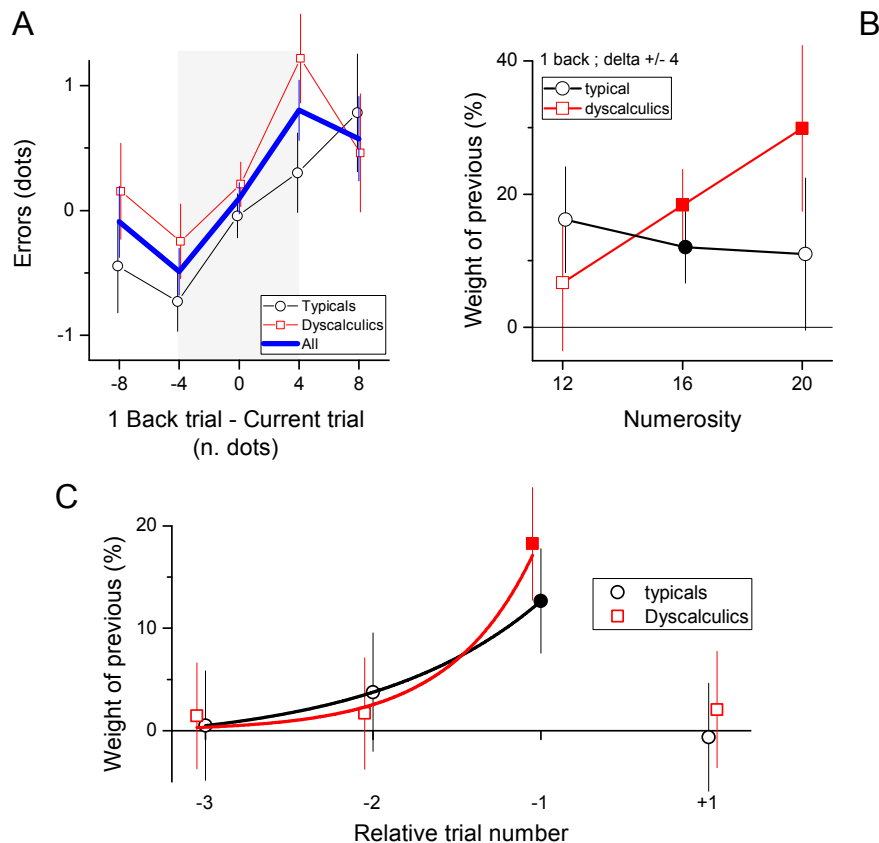 A
Errors (dots)
1
0
-1
-8
-4
0
4
8
Typicals
Dyscalculics
All
1 Back trial - Current trial
(n. dots)
B
1 back ; delta +/- 4
typical
dyscalculics
Weight of previous (%)
40
20
0
12
16
20
Numerosity
C
Weight of previous (%)
20
10
0
typicals
Dyscalculics
-3
-2
-1
+1
Relative trial number